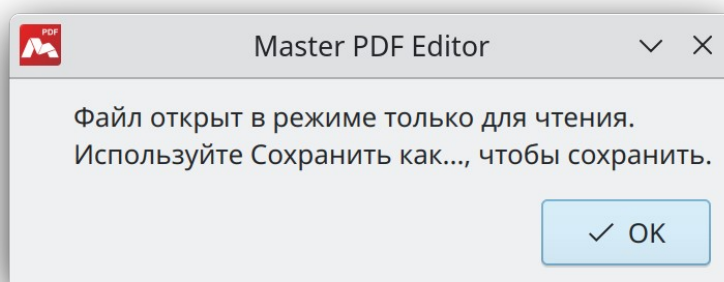 PDF
Master PDF Editor
Файл открыт в режиме только для чтения.
Используйте Сохранить как..., чтобы сохранить.
OK